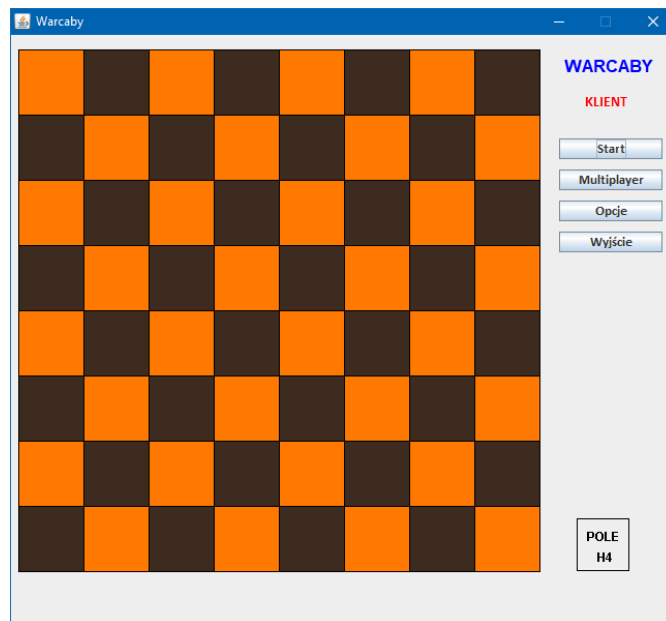 Warcaby
WARCABY
KLIENT
Start
Multiplayer
Opcje
Wyjście
POLE
H4